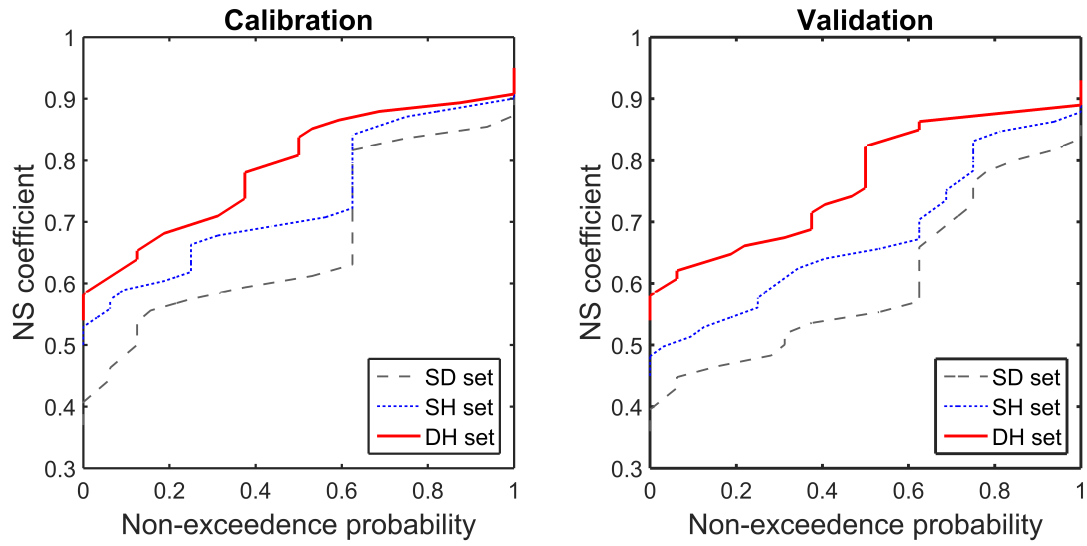 Calibration
NS coefficient
1
0.9
0.8
0.7
0.6
0.5
0.4
0.3
0 0.2 0.4 0.6 0.8 1
Non-exceedence probability
SD set
SH set
DH set
Validation
NS coefficient
1
0.9
0.8
0.7
0.6
0.5
0.4
0.3
0 0.2 0.4 0.6 0.8 1
Non-exceedence probability
SD set
SH set
DH set